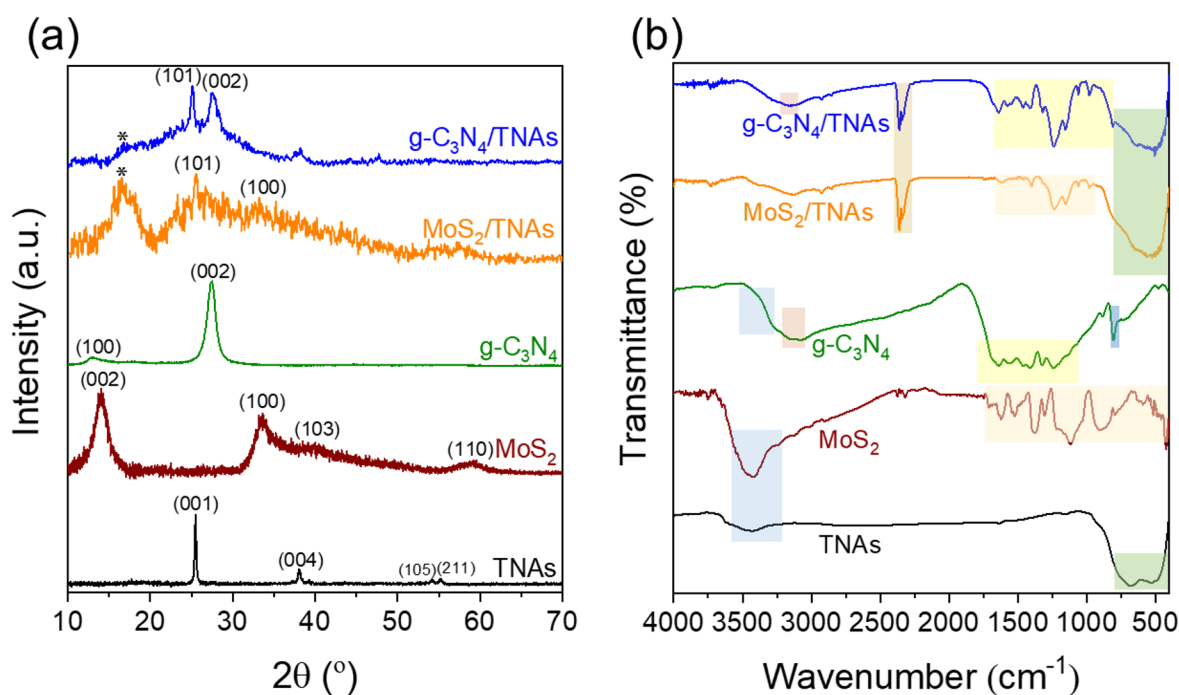 (a)
Intensity (a.u.)
(101)
(002)
*
g-C₃N₄/TNAs
*
(101)
(100)
MoS₂/TNAs
(002)
(100)
g-C₃N₄
(002)
(100)
(103)
(110)
MoS₂
(001)
(004)
(105)
(211)
TNAs
10 20 30 40 50 60 70
2θ (º)
(b)
Transmittance (%)
g-C₃N₄/TNAs
MoS₂/TNAs
g-C₃N₄
MoS₂
TNAs
4000 3500 3000 2500 2000 1500 1000 500
Wavenumber (cm⁻¹)